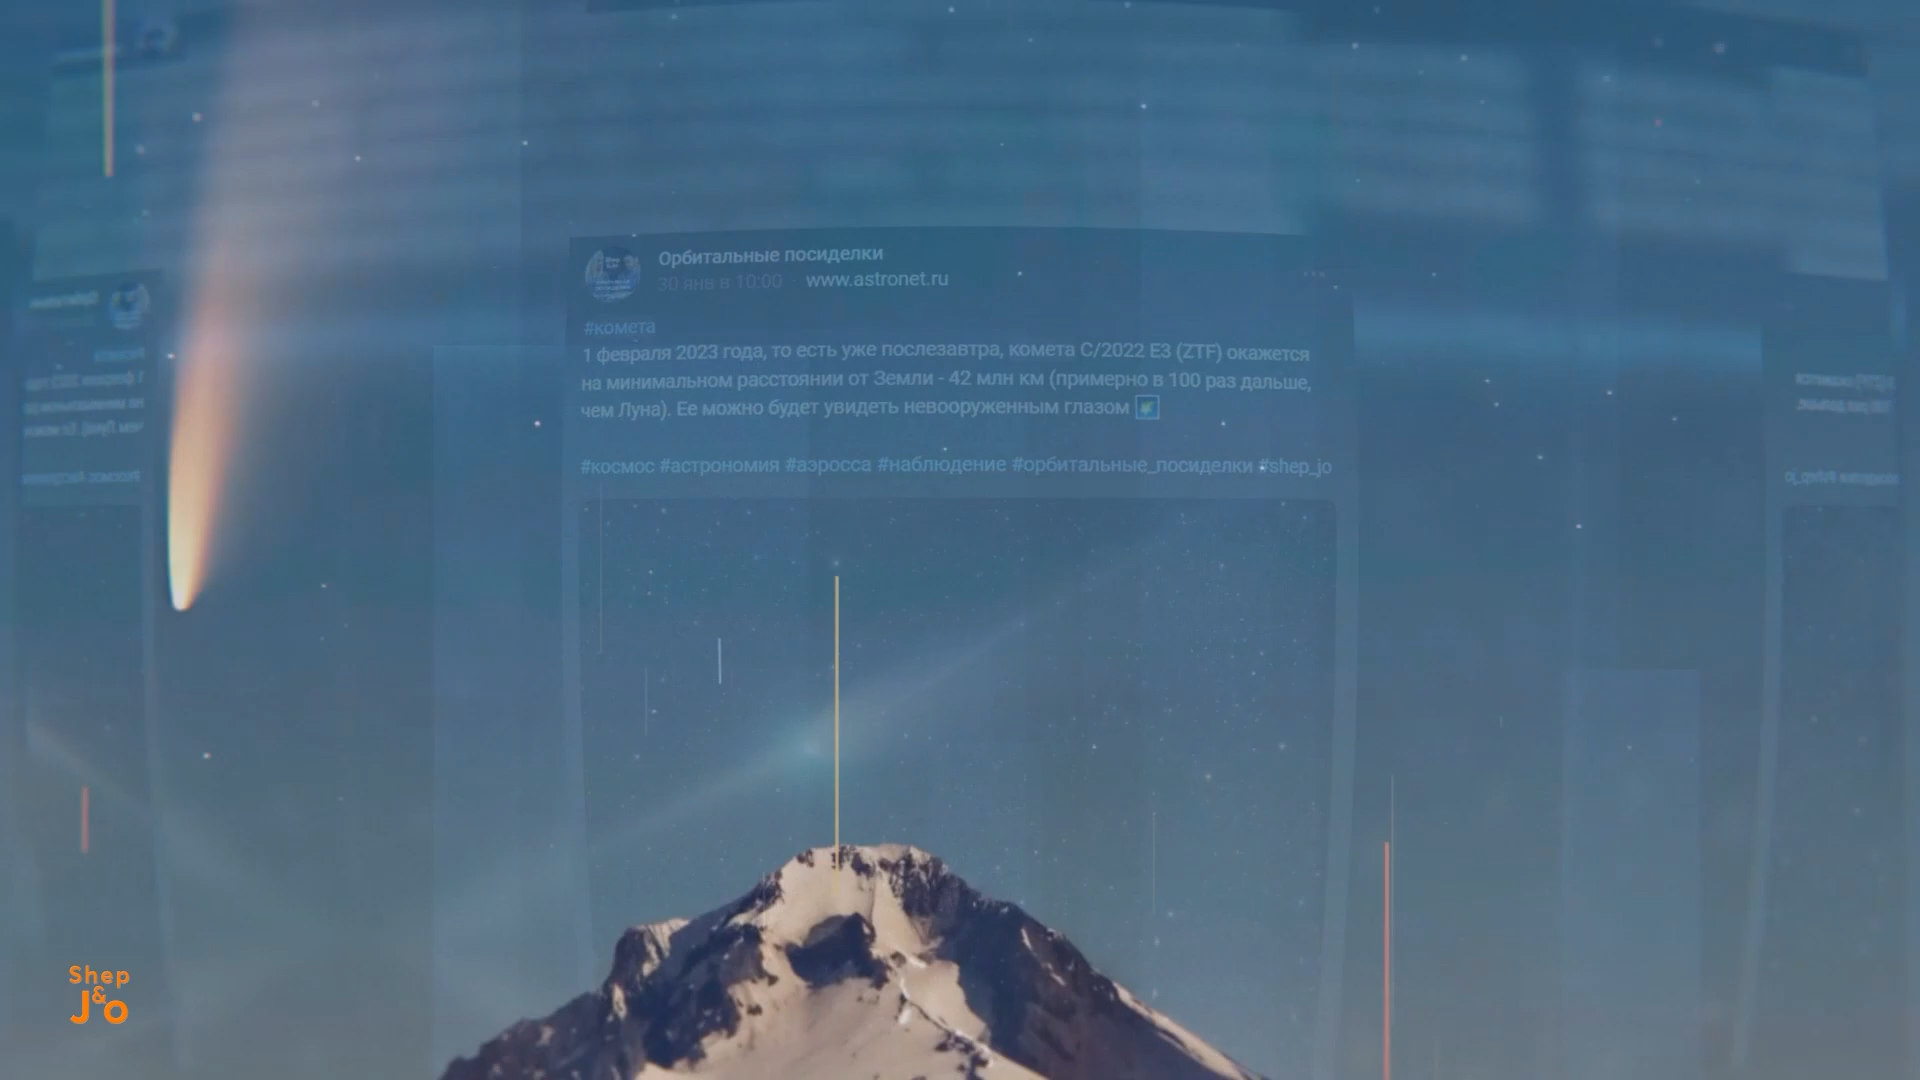 Орбитальные посиделки
30 янв в 10:00 · www.astronet.ru
#комета
1 февраля 2023 года, то есть уже послезавтра, комета C/2022 E3 (ZTF) окажется
на минимальном расстоянии от Земли - 42 млн км (примерно в 100 раз дальше,
чем Луна). Ее можно будет увидеть невооруженным глазом
#космос #астрономия #аэросса #наблюдение #орбитальные_посиделки #shep_jo
Shep
&
Jo